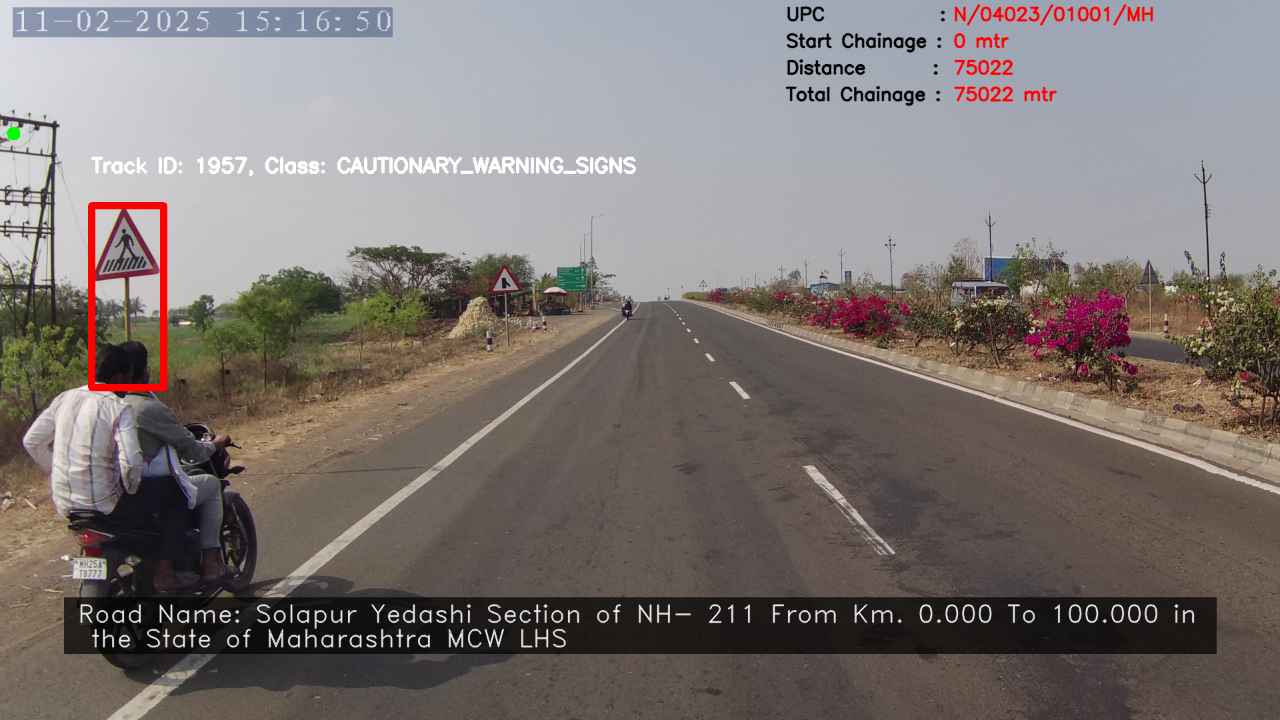 11-02-2025 15:16:50
UPC : N/04023/01001/MH
Start Chainage : 0 mtr
Distance : 75022
Total Chainage : 75022 mtr
Track ID: 1957, Class: CAUTIONARY_WARNING_SIGNS
Road Name: Solapur Yedashi Section of NH- 211 From Km. 0.000 To 100.000 in
the State of Maharashtra MCW LHS